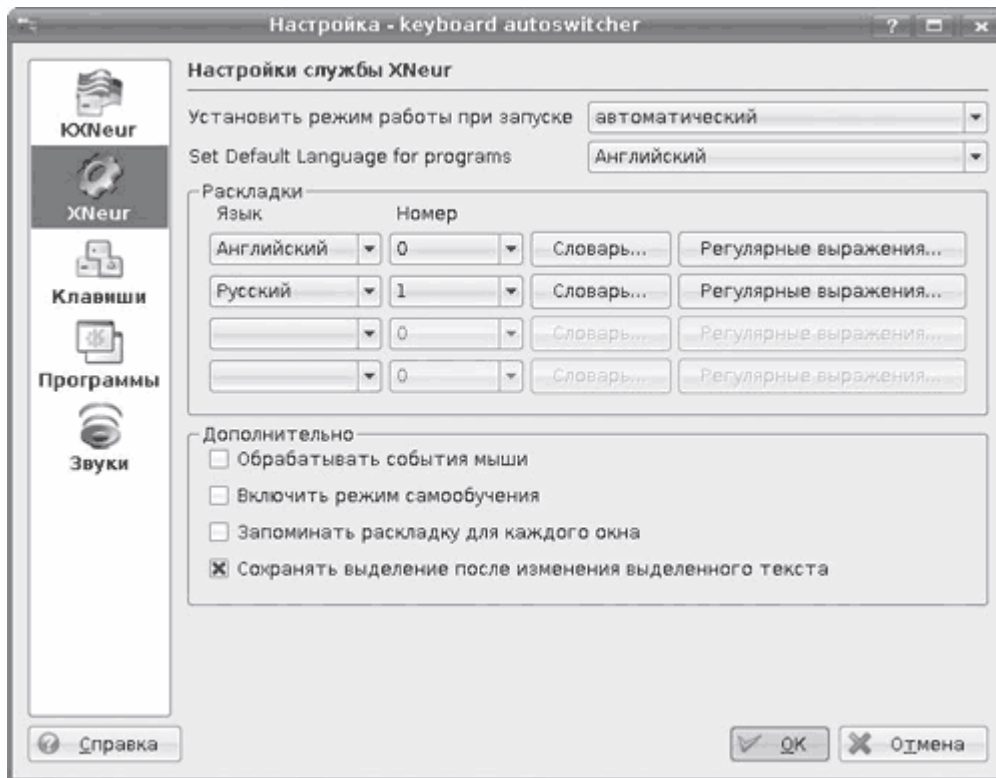 Настройка - keyboard autoswitcher
KXNeur
XNeur
Клавиши
Программы
Звуки
Настройки службы XNeur
Установить режим работы при запуске автоматический
Set Default Language for programs Английский
Раскладки
Язык Номер
Английский 0 Словарь... Регулярные выражения...
Русский 1 Словарь... Регулярные выражения...
0 Словарь... Регулярные выражения...
0 Словарь... Регулярные выражения...
Дополнительно
Обрабатывать события мыши
Включить режим самообучения
Запоминать раскладку для каждого окна
Сохранять выделение после изменения выделенного текста
Справка OK Отмена